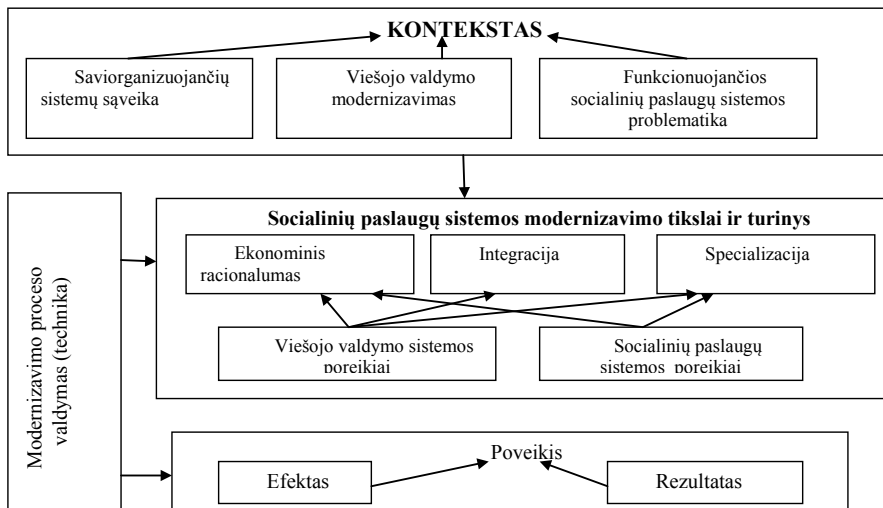 KONTEKSTAS
Saviorganizuojančių
sistemų sąveika
Viešojo valdymo
modernizavimas
Funkcionuojančios
socialinių paslaugų sistemos
problematika
Modernizavimo proceso
valdymas (technika)
Socialinių paslaugų sistemos modernizavimo tikslai ir turinys
Ekonominis
racionalumas
Integracija
Specializacija
Viešojo valdymo sistemos
poreikiai
Socialinių paslaugų
sistemos poreikiai
Poveikis
Efektas
Rezultatas